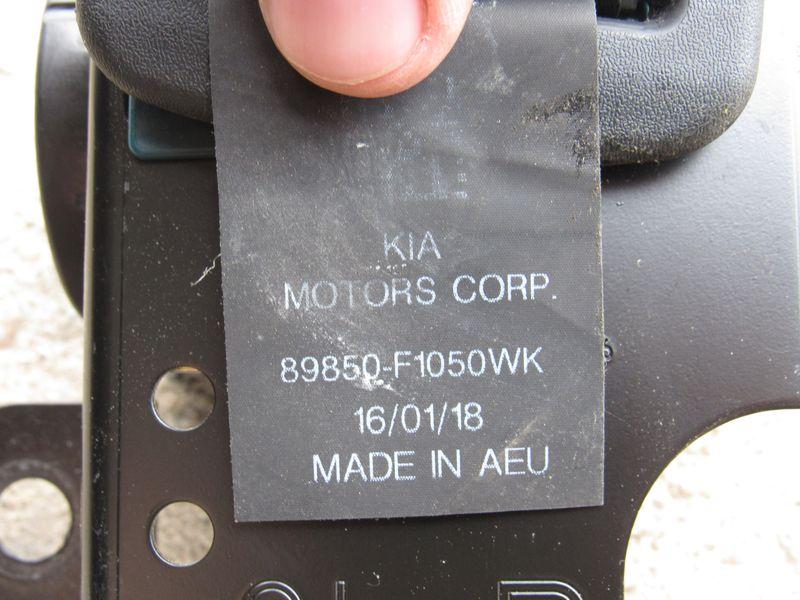 KIA
MOTORS CORP.
89850-F1050WK
16/01/18
MADE IN AEU